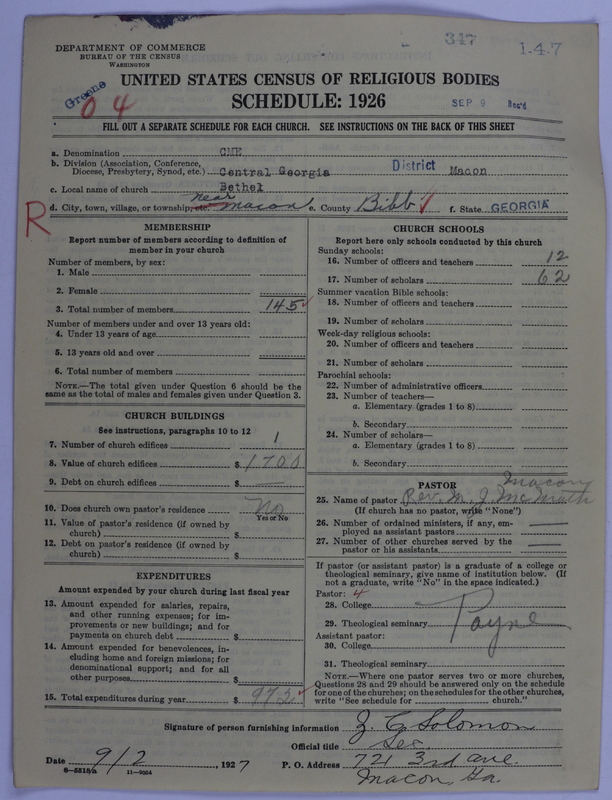 347
1.4.7
DEPARTMENT OF COMMERCE
BUREAU OF THE CENSUS
WASHINGTON
Greene
04
UNITED STATES CENSUS OF RELIGIOUS BODIES
SCHEDULE: 1926
SEP 9 Rec'd
FILL OUT A SEPARATE SCHEDULE FOR EACH CHURCH. SEE INSTRUCTIONS ON THE BACK OF THIS SHEET
a. Denomination CME
b. Division (Association, Conference, Diocese, Presbytery, Synod, etc.) Central Georgia District Macon
c. Local name of church Bethel
d. City, town, village, or township, etc. near Macon e. County Bibb f. State GEORGIA
R
MEMBERSHIP
Report number of members according to definition of
member in your church
Number of members, by sex:
1. Male
2. Female
3. Total number of members 145
Number of members under and over 13 years old:
4. Under 13 years of age
5. 13 years old and over
6. Total number of members
NOTE.—The total given under Question 6 should be
same as the total of males and females given under Question 3.
CHURCH BUILDINGS
See instructions, paragraphs 10 to 12
7. Number of church edifices 1
8. Value of church edifices $ 1700
9. Debt on church edifices $ —
10. Does church own pastor's residence No
Yes or No
11. Value of pastor's residence (if owned by
church) $
12. Debt on pastor's residence (if owned by
church) $
EXPENDITURES
Amount expended by your church during last fiscal year
13. Amount expended for salaries, repairs,
and other running expenses; for im-
provements or new buildings; and for
payments on church debt $
14. Amount expended for benevolences, in-
cluding home and foreign missions; for
denominational support; and for all
other purposes $
15. Total expenditures during year $ 973
CHURCH SCHOOLS
Report here only schools conducted by this church
Sunday schools:
16. Number of officers and teachers 12
17. Number of scholars 62
Summer vacation Bible schools:
18. Number of officers and teachers
19. Number of scholars
Week-day religious schools:
20. Number of officers and teachers
21. Number of scholars
Parochial schools:
22. Number of administrative officers
23. Number of teachers—
a. Elementary (grades 1 to 8)
b. Secondary
24. Number of scholars—
a. Elementary (grades 1 to 8)
b. Secondary
PASTOR
Macon
25. Name of pastor Rev. M. J. McMath
(If church has no pastor, write "None")
26. Number of ordained ministers, if any, em-
ployed as assistant pastors —
27. Number of other churches served by the
pastor or his assistants —
If pastor (or assistant pastor) is a graduate of a college or
theological seminary, give name of institution below. (If
not a graduate, write "No" in the space indicated.)
Pastor: 4
28. College
29. Theological seminary Payne
Assistant pastor:
30. College
31. Theological seminary
NOTE.—Where one pastor serves two or more churches,
Questions 28 and 29 should be answered only on the schedule
for one of the churches; on the schedules for the other churches,
write "See schedule for church."
Signature of person furnishing information Z. C. Solomon
Official title Sec
Date 9/2 , 1927 P. O. Address 721 3rd ave.
Macon, Ga.
11—9034